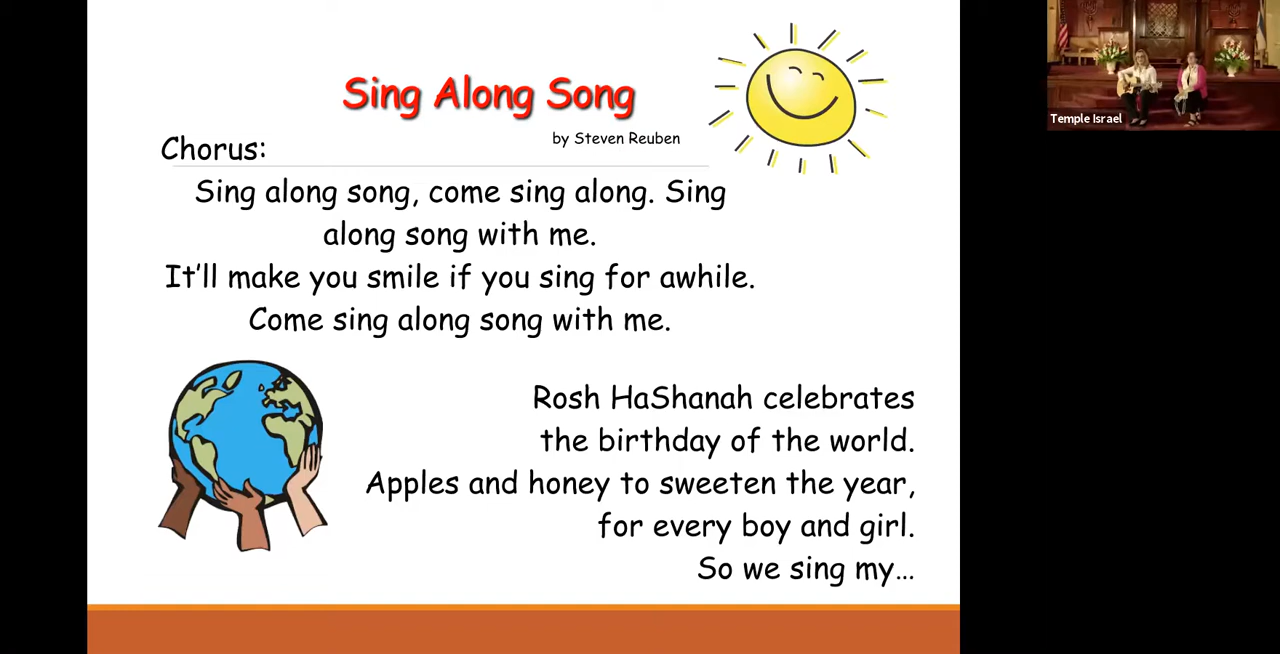 Sing Along Song
by Steven Reuben
Chorus:
Sing along song, come sing along. Sing
along song with me.
It'll make you smile if you sing for awhile.
Come sing along song with me.
Rosh HaShanah celebrates
the birthday of the world.
Apples and honey to sweeten the year,
for every boy and girl.
So we sing my…
Temple Israel